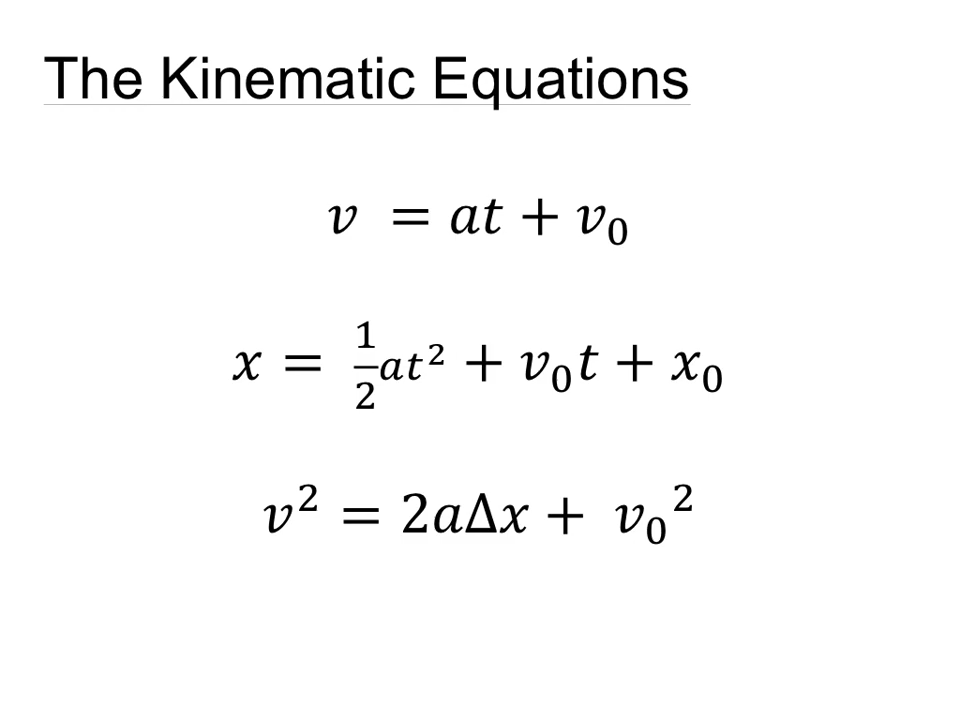 The Kinematic Equations
v = at + v₀
x = ½at² + v₀t + x₀
v² = 2aΔx + v₀²